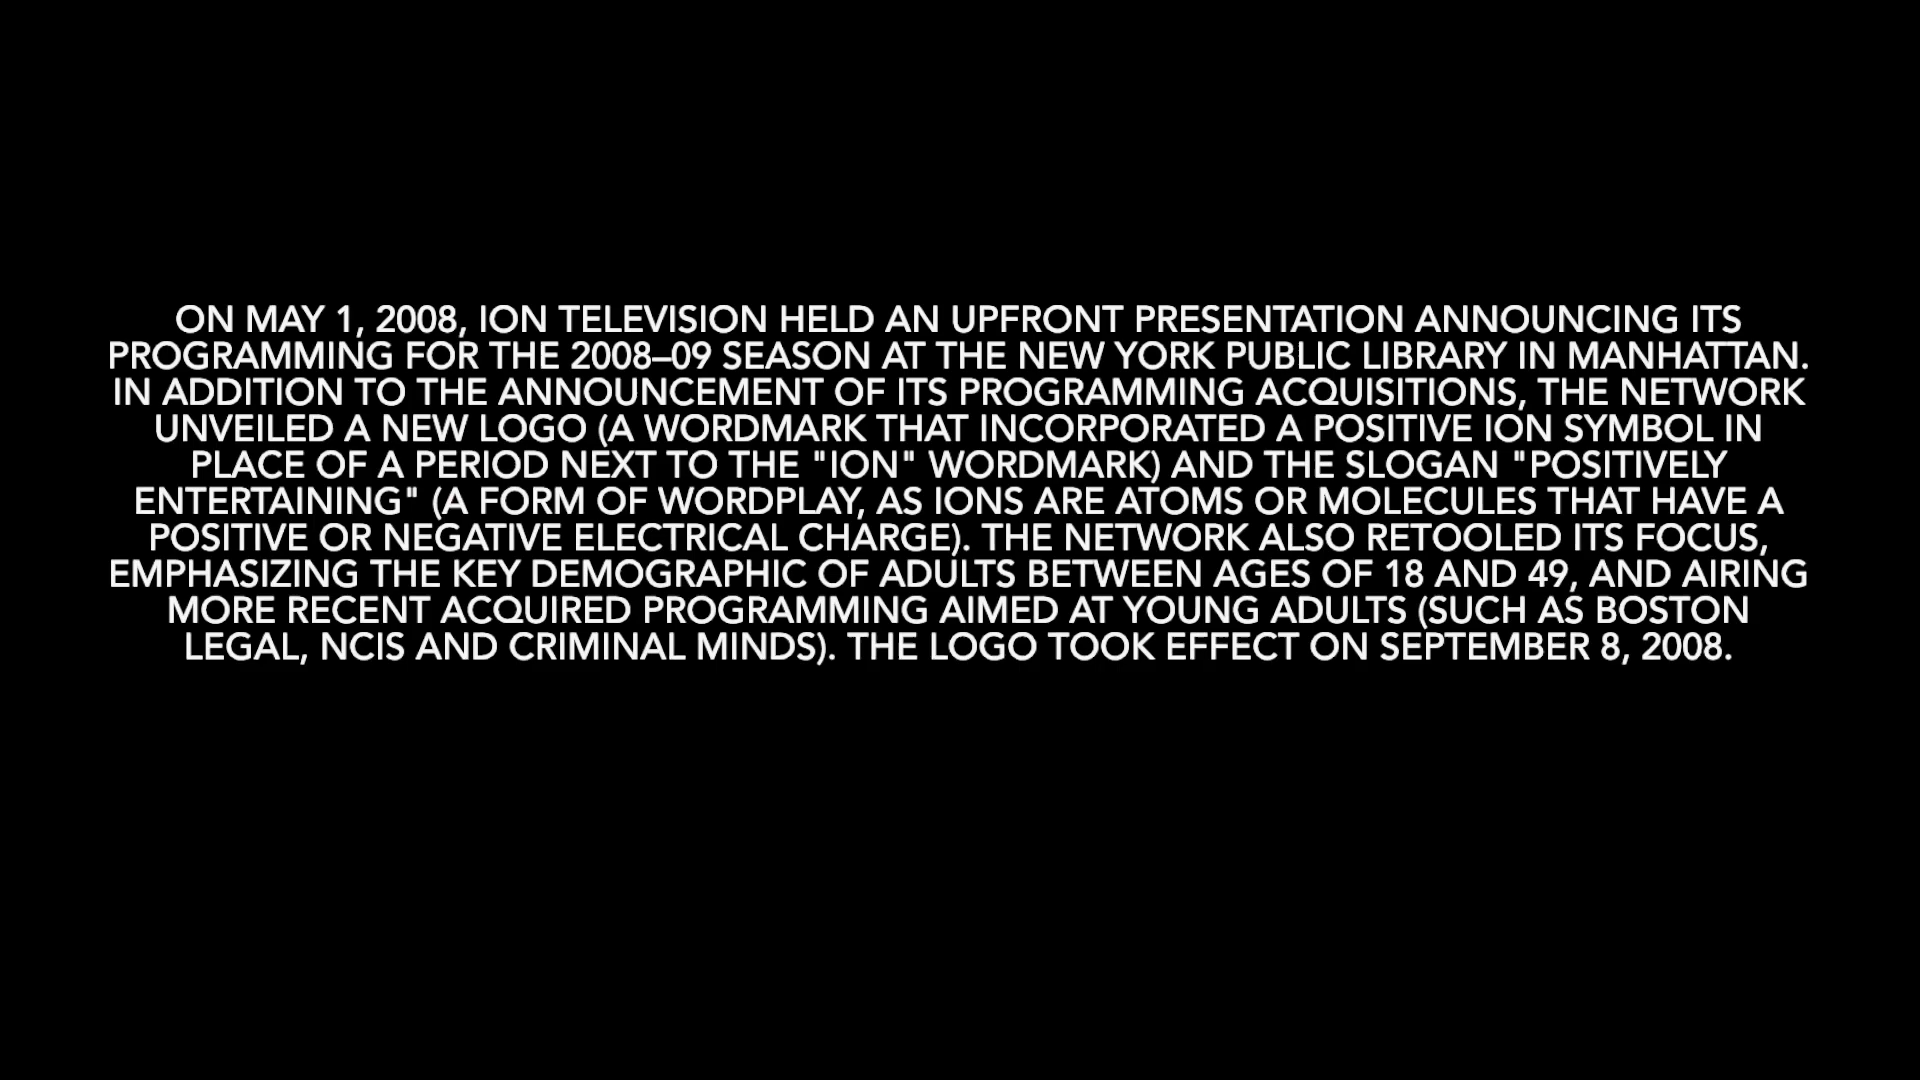 ON MAY 1, 2008, ION TELEVISION HELD AN UPFRONT PRESENTATION ANNOUNCING ITS
PROGRAMMING FOR THE 2008–09 SEASON AT THE NEW YORK PUBLIC LIBRARY IN MANHATTAN.
IN ADDITION TO THE ANNOUNCEMENT OF ITS PROGRAMMING ACQUISITIONS, THE NETWORK
UNVEILED A NEW LOGO (A WORDMARK THAT INCORPORATED A POSITIVE ION SYMBOL IN
PLACE OF A PERIOD NEXT TO THE "ION" WORDMARK) AND THE SLOGAN "POSITIVELY
ENTERTAINING" (A FORM OF WORDPLAY, AS IONS ARE ATOMS OR MOLECULES THAT HAVE A
POSITIVE OR NEGATIVE ELECTRICAL CHARGE). THE NETWORK ALSO RETOOLED ITS FOCUS,
EMPHASIZING THE KEY DEMOGRAPHIC OF ADULTS BETWEEN AGES OF 18 AND 49, AND AIRING
MORE RECENT ACQUIRED PROGRAMMING AIMED AT YOUNG ADULTS (SUCH AS BOSTON
LEGAL, NCIS AND CRIMINAL MINDS). THE LOGO TOOK EFFECT ON SEPTEMBER 8, 2008.